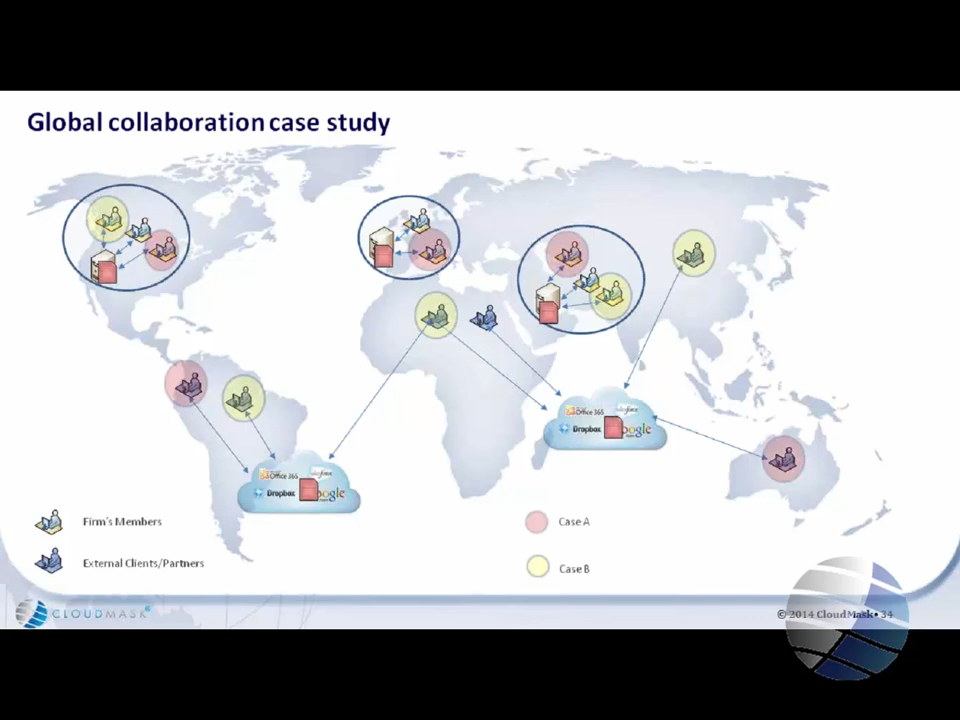 Global collaboration case study
Office 365
Dropbox
Office 365
Dropbox
Firm's Members
External Clients/Partners
Case A
Case B
CLOUDMASK
© 2014 CloudMask • 34